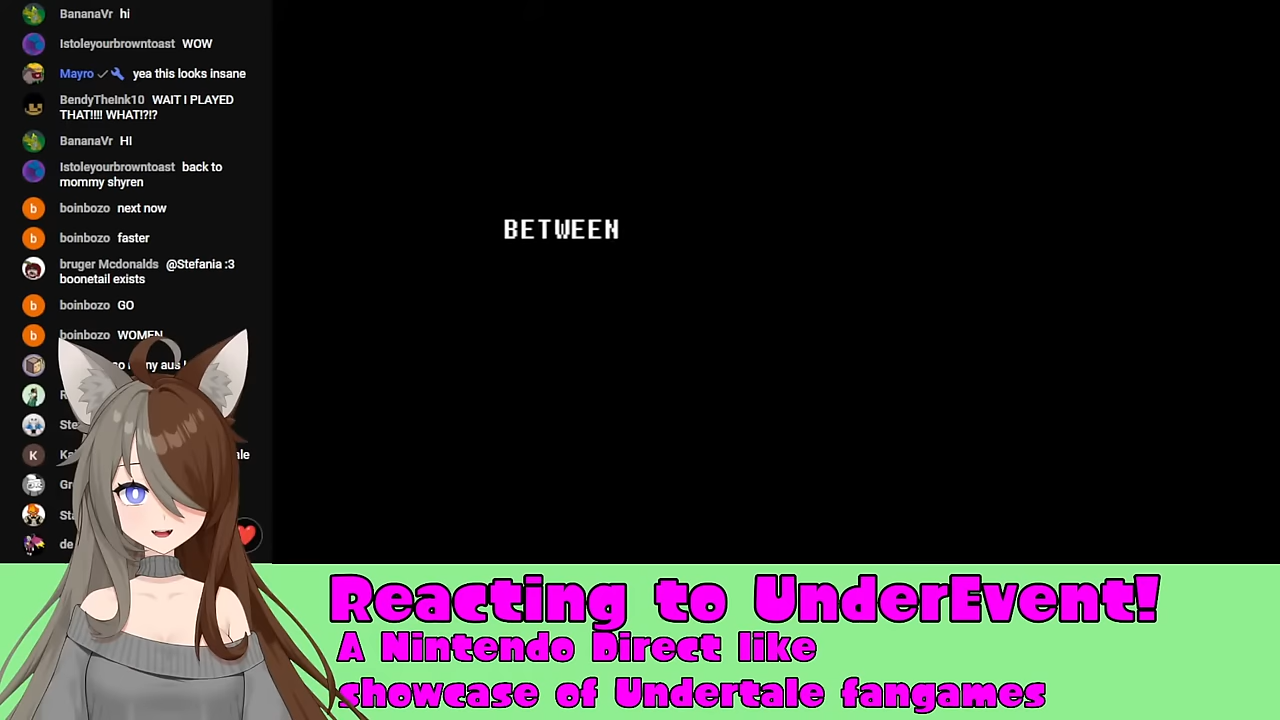 BananaVr hi
Istoleyourbrowntoast WOW
Mayro yea this looks insane
BendyTheInk10 WAIT I PLAYED
THAT!!!! WHAT!?!?
BananaVr HI
Istoleyourbrowntoast back to
mommy shyren
boinbozo next now
boinbozo faster
bruger Mcdonalds @Stefania :3
boonetail exists
boinbozo GO
boinbozo WOMEN
b
b
b
b
K
BETWEEN
Reacting to UnderEvent!
A Nintendo Direct like
showcase of Undertale fangames